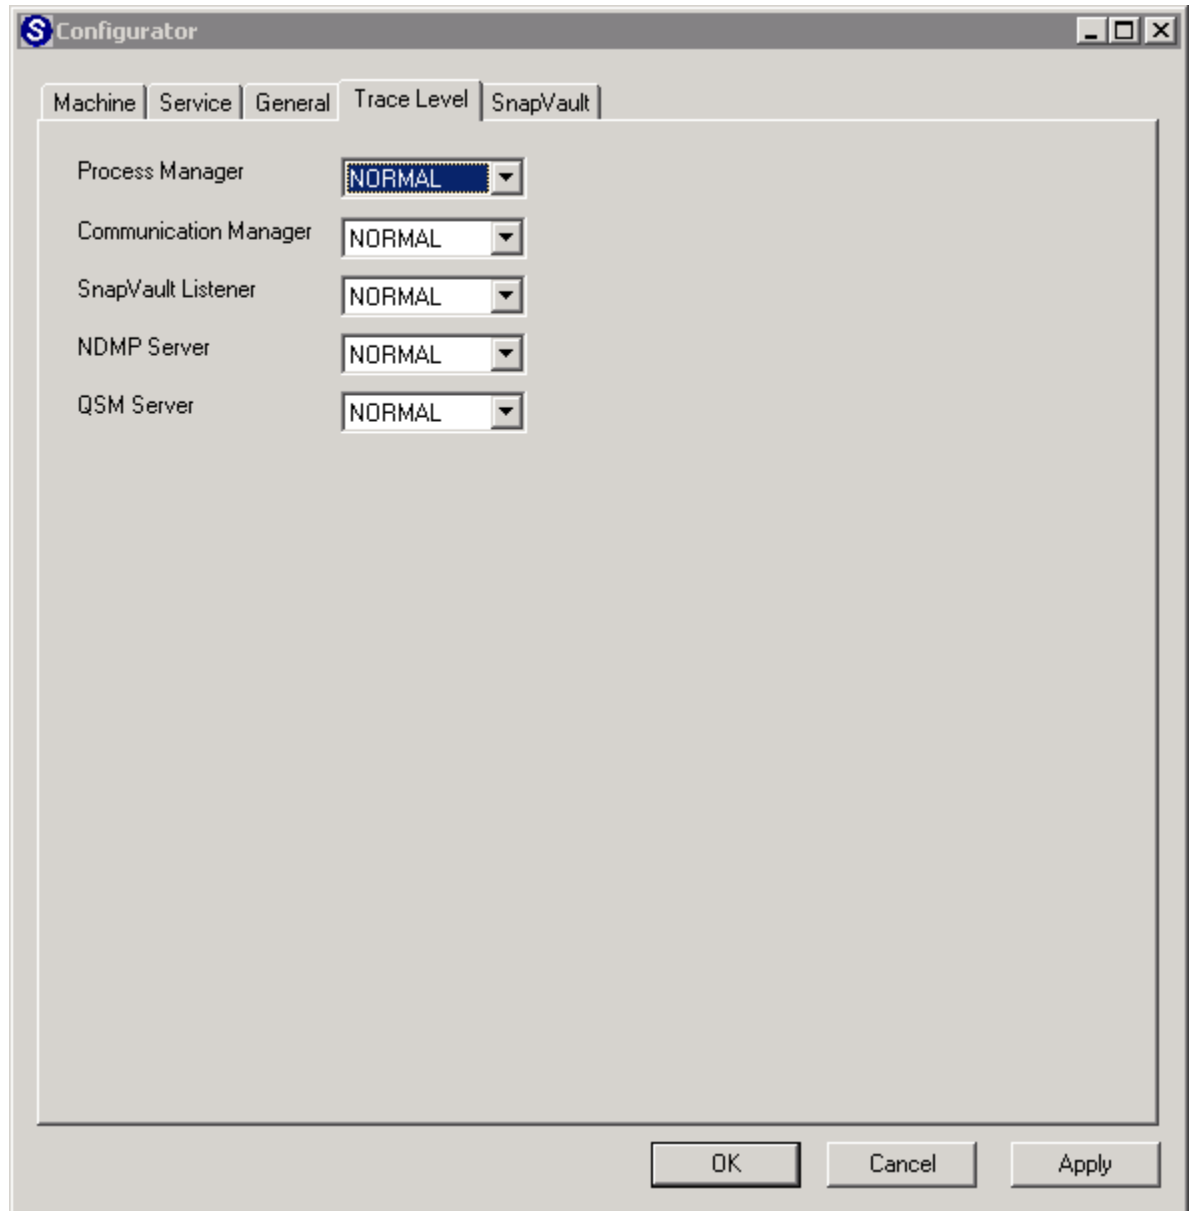 S Configurator
Machine Service General Trace Level SnapVault
Process Manager NORMAL
Communication Manager NORMAL
SnapVault Listener NORMAL
NDMP Server NORMAL
QSM Server NORMAL
OK Cancel Apply